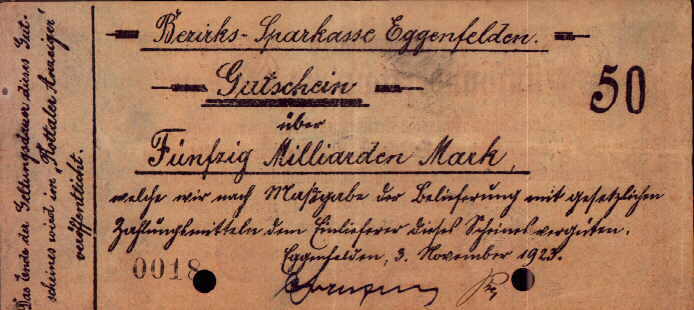 Das Ende der Geltungsdauer dieses Gut-
scheines wird im „Rottaler Anzeiger“
veröffentlicht.
Bezirks-Sparkasse Eggenfelden.
Gutschein
50
über
Fünfzig Milliarden Mark,
welche wir nach Maßgabe der Belieferung mit gesetzlichen
Zahlungsmitteln dem Einlieferer dieses Scheines vergüten.
Eggenfelden, 3. November 1923.
0018